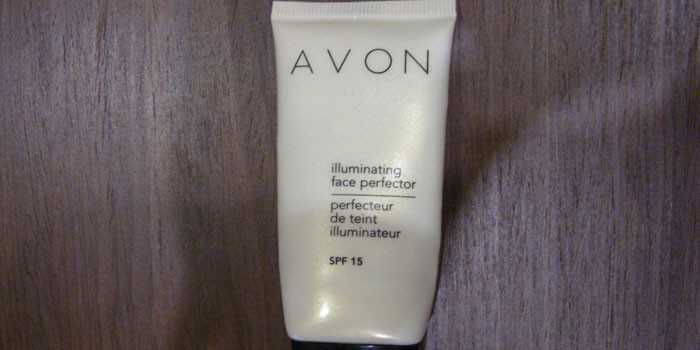 AVON
illuminating
face perfector
perfecteur
de teint
illuminateur
SPF 15